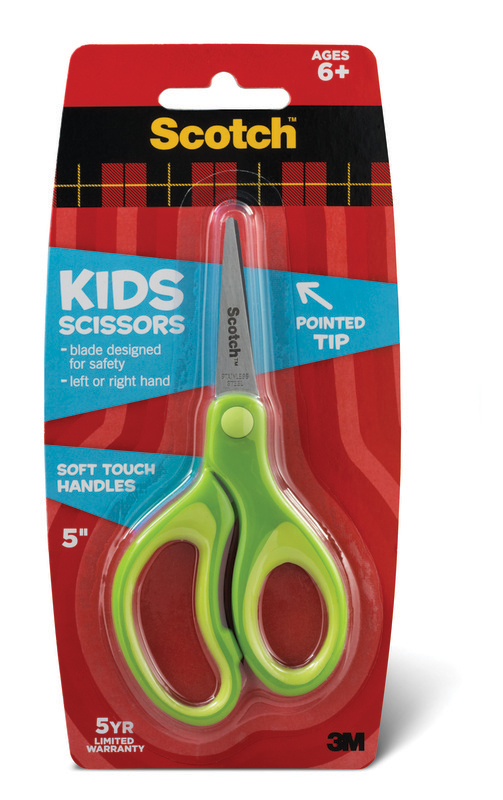 AGES
6+
Scotch™
KIDS
SCISSORS
- blade designed
for safety
- left or right hand
POINTED
TIP
Scotch™
STAINLESS
STEEL
SOFT TOUCH
HANDLES
5"
5YR
LIMITED
WARRANTY
3M